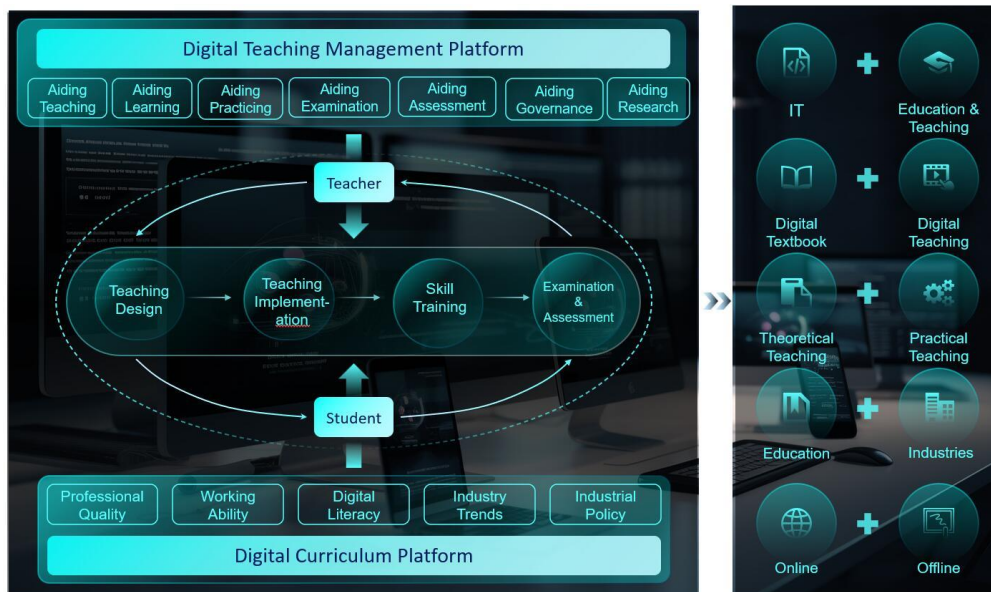 Digital Teaching Management Platform
Aiding
Teaching
Aiding
Learning
Aiding
Practicing
Aiding
Examination
Aiding
Assessment
Aiding
Governance
Aiding
Research
Teacher
Teaching
Design
Teaching
Implement-
ation
Skill
Training
Examination
&
Assessment
Student
Professional
Quality
Working
Ability
Digital
Literacy
Industry
Trends
Industrial
Policy
Digital Curriculum Platform
IT
Education &
Teaching
Digital
Textbook
Digital
Teaching
Theoretical
Teaching
Practical
Teaching
Education
Industries
Online
Offline